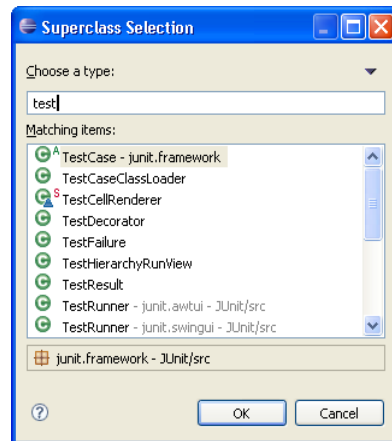 Superclass Selection
Choose a type:
test
Matching items:
A TestCase - junit.framework
TestCaseClassLoader
S TestCellRenderer
TestDecorator
TestFailure
TestHierarchyRunView
TestResult
TestRunner - junit.awtui - JUnit/src
TestRunner - junit.swingui - JUnit/src
junit.framework - JUnit/src
?
OK Cancel